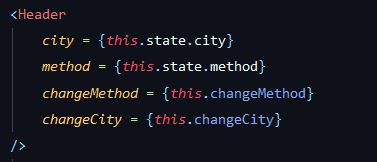 <Header
city = {this.state.city}
method = {this.state.method}
changeMethod = {this.changeMethod}
changeCity = {this.changeCity}
/>